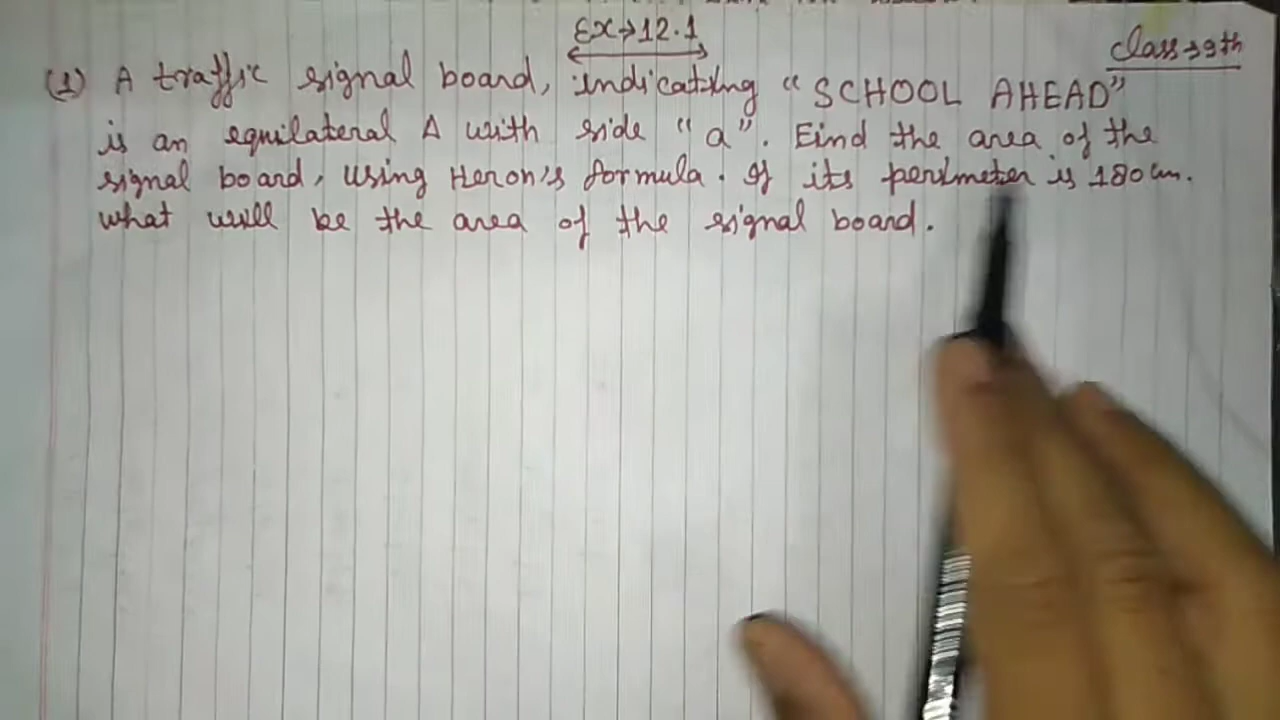 Ex→12.1
Class→9th
(1) A traffic signal board, indicating "SCHOOL AHEAD"
is an equilateral Δ with side "a". Find the area of the
signal board, using Heron's formula. If its perimeter is 180cm.
what will be the area of the signal board.